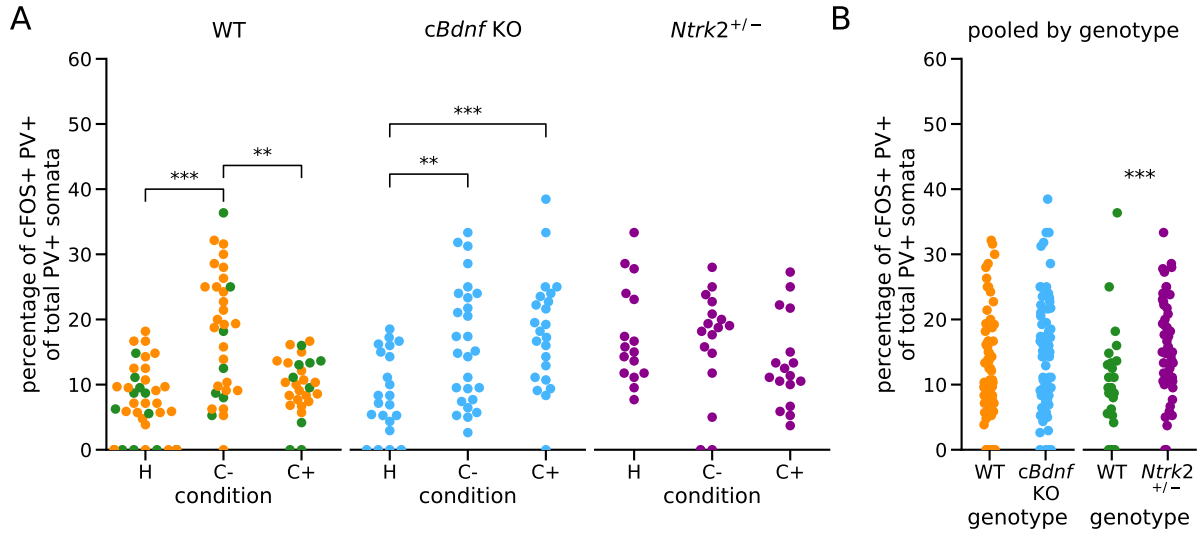 A
WT
cBdnf KO
Ntrk2+/−
percentage of cFOS+ PV+
of total PV+ somata
60
50
40
30
20
10
0
***
**
**
***
H
C-
C+
condition
H
C-
C+
condition
H
C-
C+
condition
B
pooled by genotype
percentage of cFOS+ PV+
of total PV+ somata
60
50
40
30
20
10
0
***
WT
cBdnf
KO
genotype
WT
Ntrk2
+/−
genotype